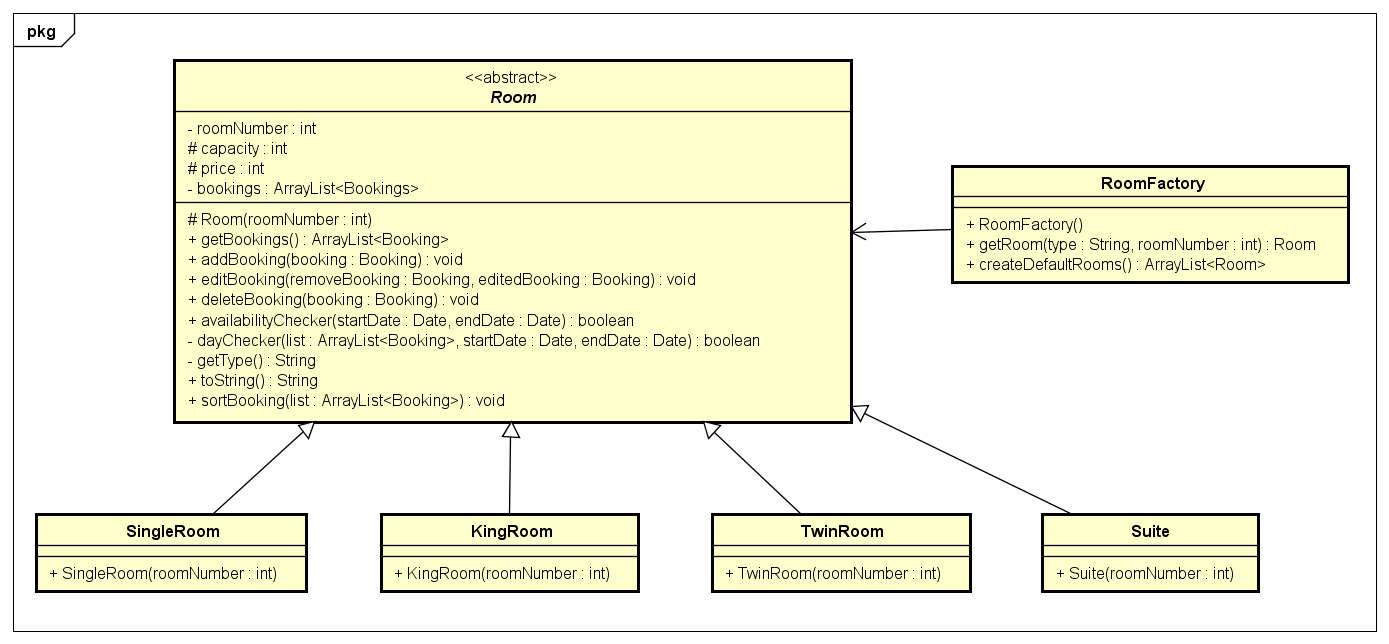 pkg
<<abstract>>
Room
- roomNumber : int
# capacity : int
# price : int
- bookings : ArrayList<Bookings>
# Room(roomNumber : int)
+ getBookings() : ArrayList<Booking>
+ addBooking(booking : Booking) : void
+ editBooking(removeBooking : Booking, editedBooking : Booking) : void
+ deleteBooking(booking : Booking) : void
+ availabilityChecker(startDate : Date, endDate : Date) : boolean
- dayChecker(list : ArrayList<Booking>, startDate : Date, endDate : Date) : boolean
- getType() : String
+ toString() : String
+ sortBooking(list : ArrayList<Booking>) : void
RoomFactory
+ RoomFactory()
+ getRoom(type : String, roomNumber : int) : Room
+ createDefaultRooms() : ArrayList<Room>
SingleRoom
+ SingleRoom(roomNumber : int)
KingRoom
+ KingRoom(roomNumber : int)
TwinRoom
+ TwinRoom(roomNumber : int)
Suite
+ Suite(roomNumber : int)